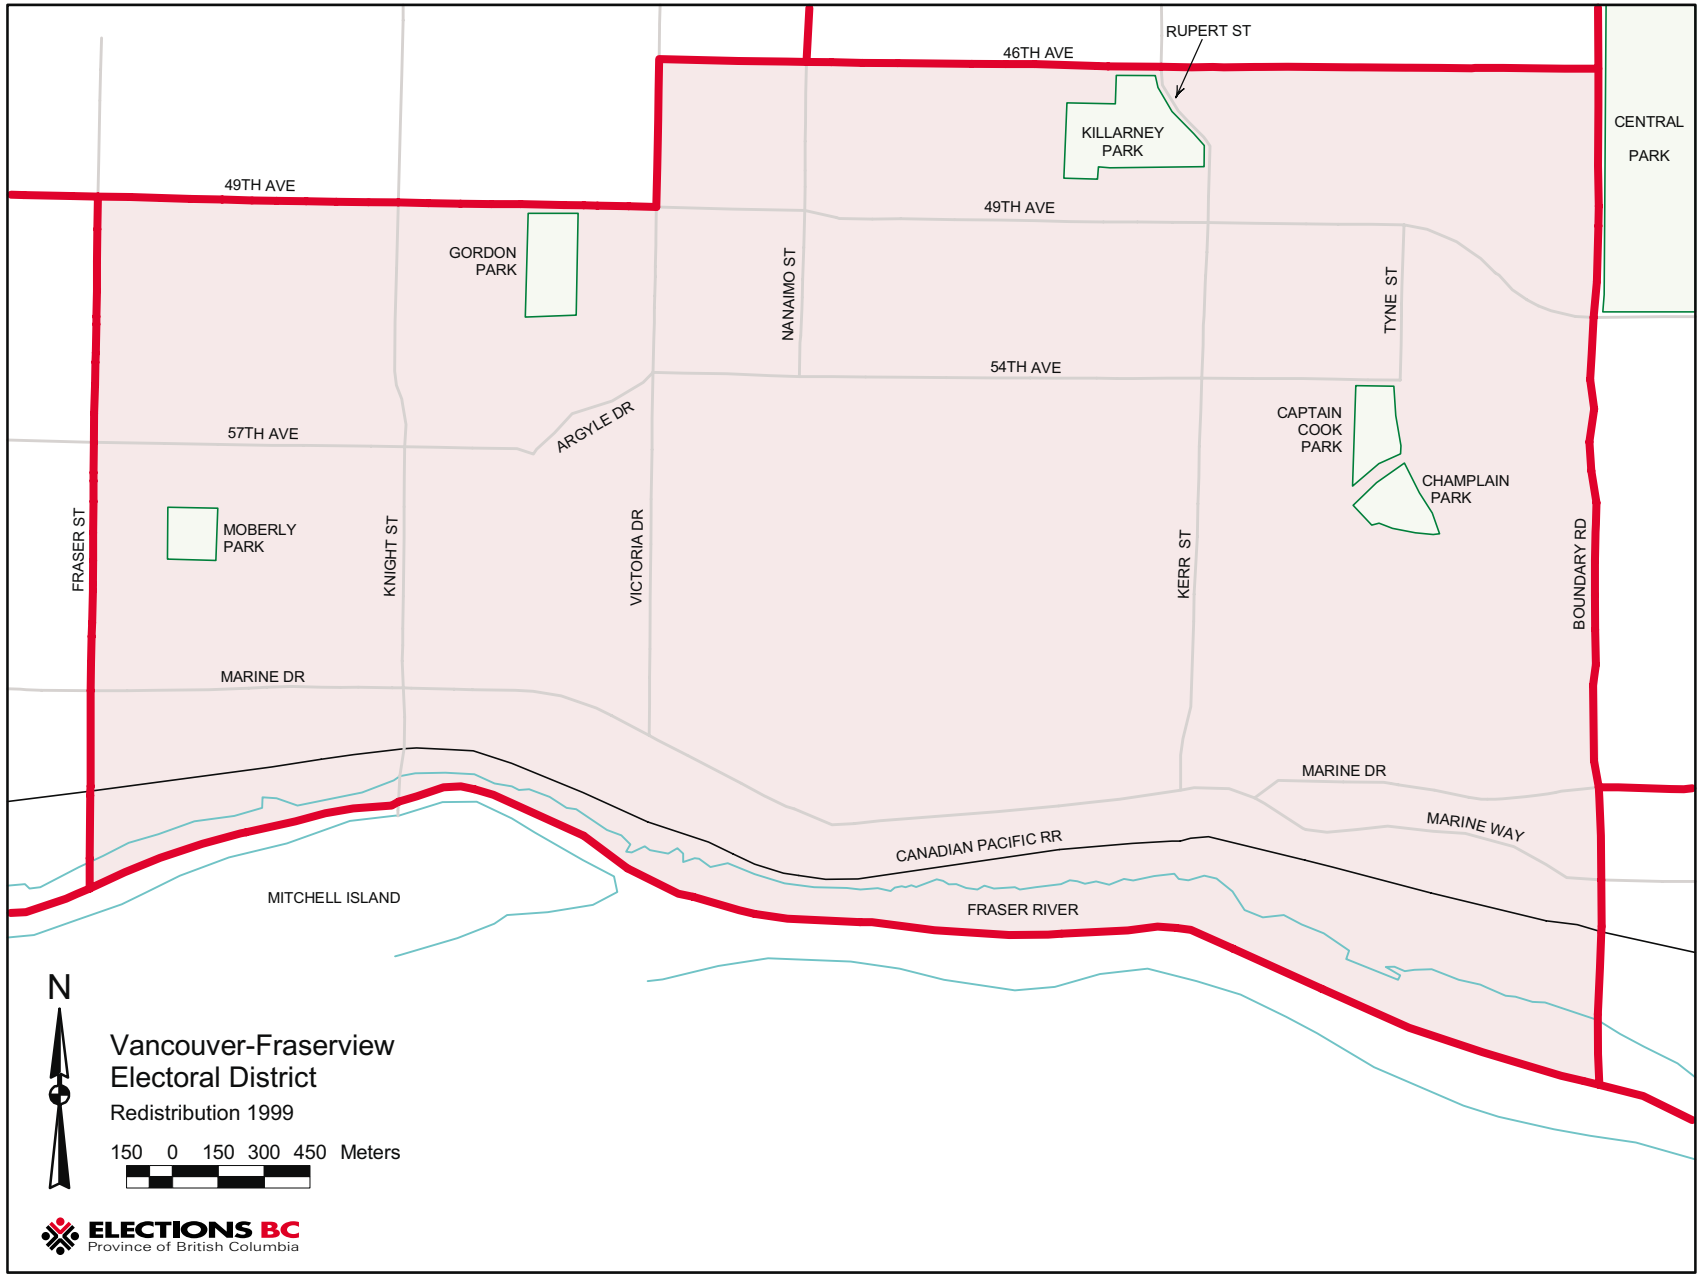 RUPERT ST
46TH AVE
CENTRAL
PARK
KILLARNEY
PARK
49TH AVE
49TH AVE
GORDON
PARK
NANAIMO ST
TYNE ST
54TH AVE
ARGYLE DR
CAPTAIN
COOK
PARK
57TH AVE
CHAMPLAIN
PARK
FRASER ST
MOBERLY
PARK
KNIGHT ST
VICTORIA DR
KERR ST
BOUNDARY RD
MARINE DR
MARINE DR
MARINE WAY
CANADIAN PACIFIC RR
MITCHELL ISLAND
FRASER RIVER
N
Vancouver-Fraserview
Electoral District
Redistribution 1999
150 0 150 300 450 Meters
ELECTIONS BC
Province of British Columbia